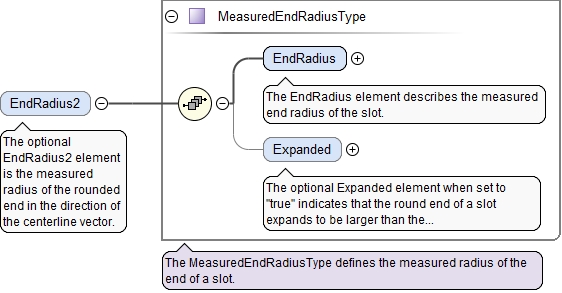 MeasuredEndRadiusType
EndRadius
The EndRadius element describes the measured
end radius of the slot.
EndRadius2
The optional
EndRadius2 element
is the measured
radius of the rounded
end in the direction of
the centerline vector.
Expanded
The optional Expanded element when set to
"true" indicates that the round end of a slot
expands to be larger than the...
The MeasuredEndRadiusType defines the measured radius of the
end of a slot.